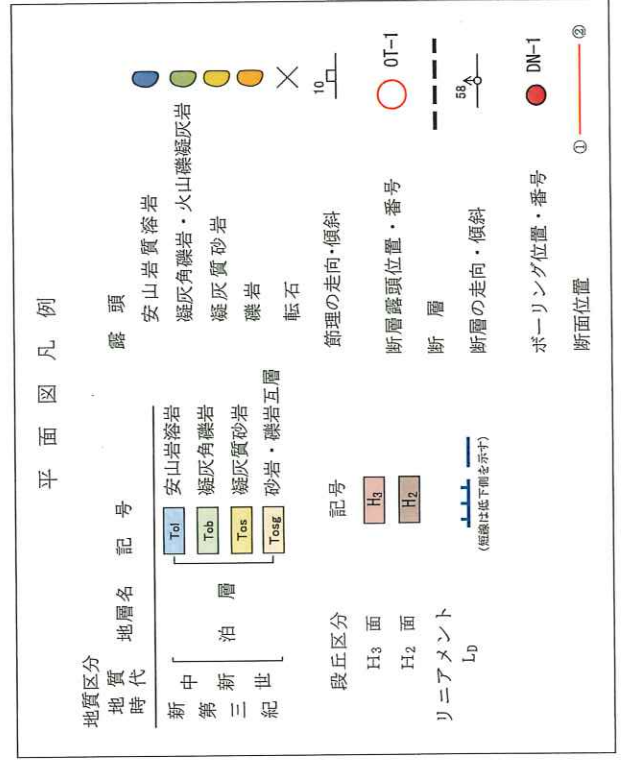 平面図凡例
地質区分
地質時代 地層名 記号
新第三紀 中新世 泊層
Tol 安山岩溶岩
Tob 凝灰角礫岩
Tos 凝灰質砂岩
Tosg 砂岩・礫岩互層
段丘区分 記号
H3 面 H3
H2 面 H2
リニアメント
LD
(短線は低下側を示す)
露頭
安山岩質溶岩
凝灰角礫岩・火山礫凝灰岩
凝灰質砂岩
礫岩
転石
節理の走向・傾斜 10
断層露頭位置・番号 OT-1
断層
断層の走向・傾斜 58
ボーリング位置・番号 DN-1
断面位置 ① ②